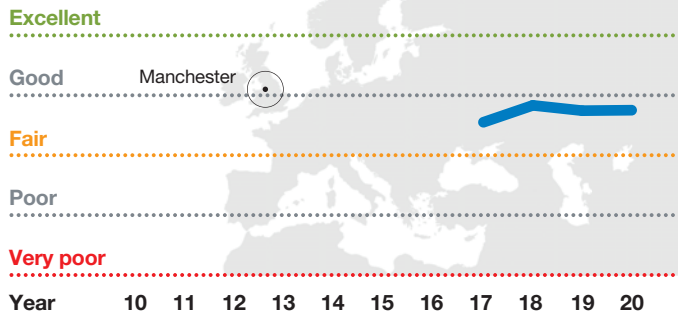 Excellent
Good
Manchester
Fair
Poor
Very poor
Year 10 11 12 13 14 15 16 17 18 19 20